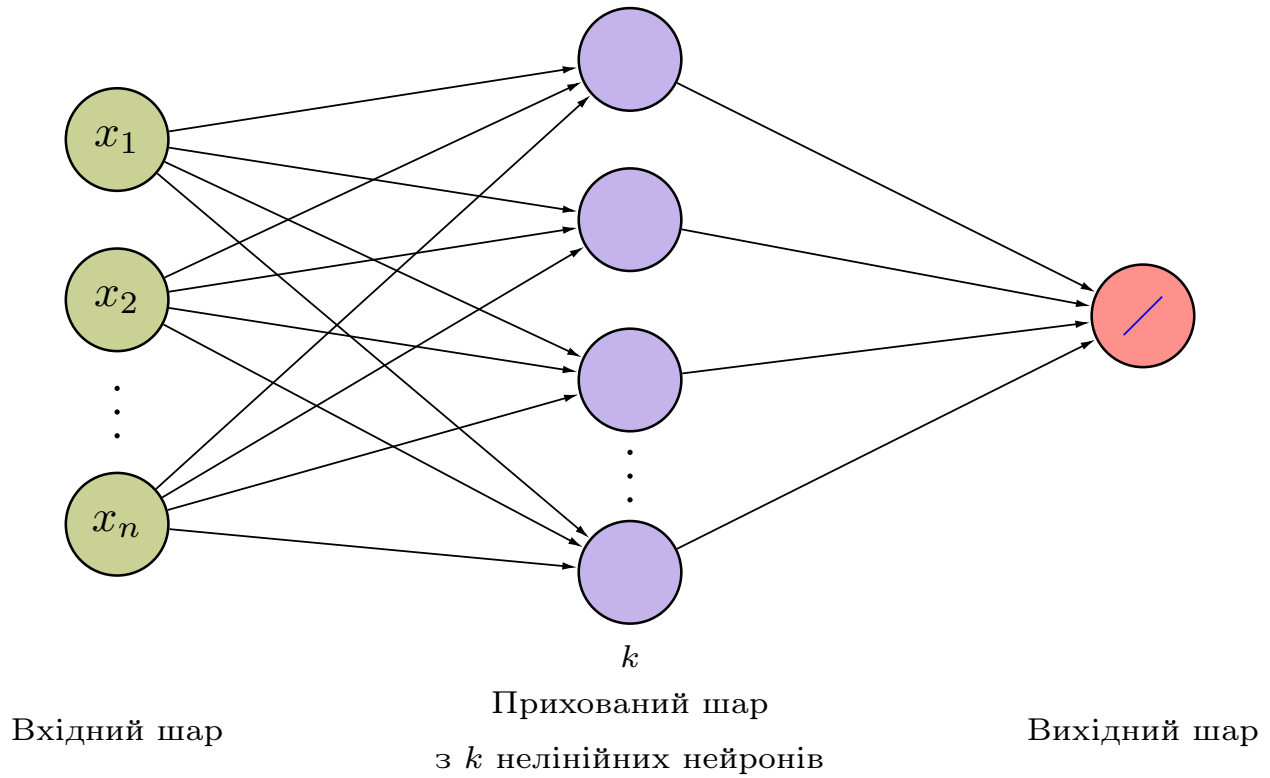 x₁
x₂
xₙ
k
Вхідний шар
Прихований шар
з k нелінійних нейронів
Вихідний шар